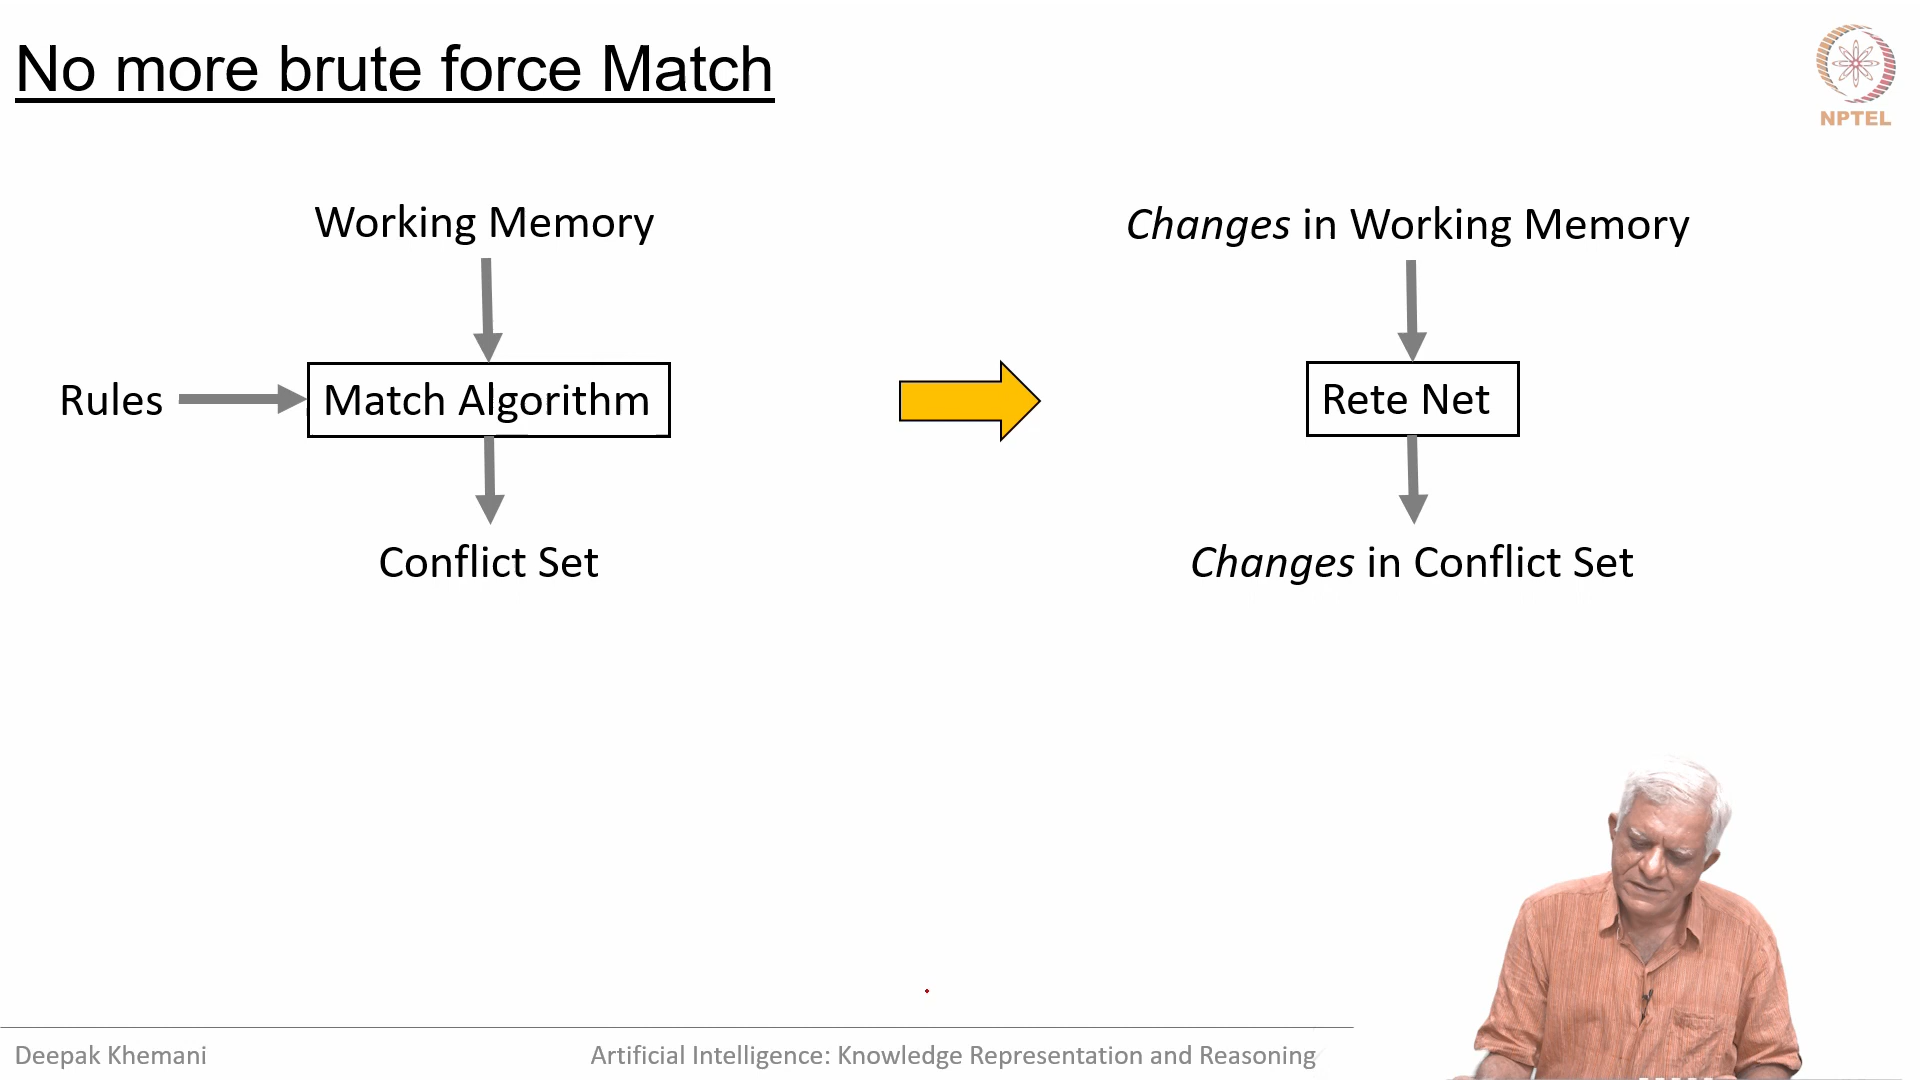 No more brute force Match
NPTEL
Working Memory
Rules
Match Algorithm
Conflict Set
Changes in Working Memory
Rete Net
Changes in Conflict Set
Deepak Khemani
Artificial Intelligence: Knowledge Representation and Reasoning